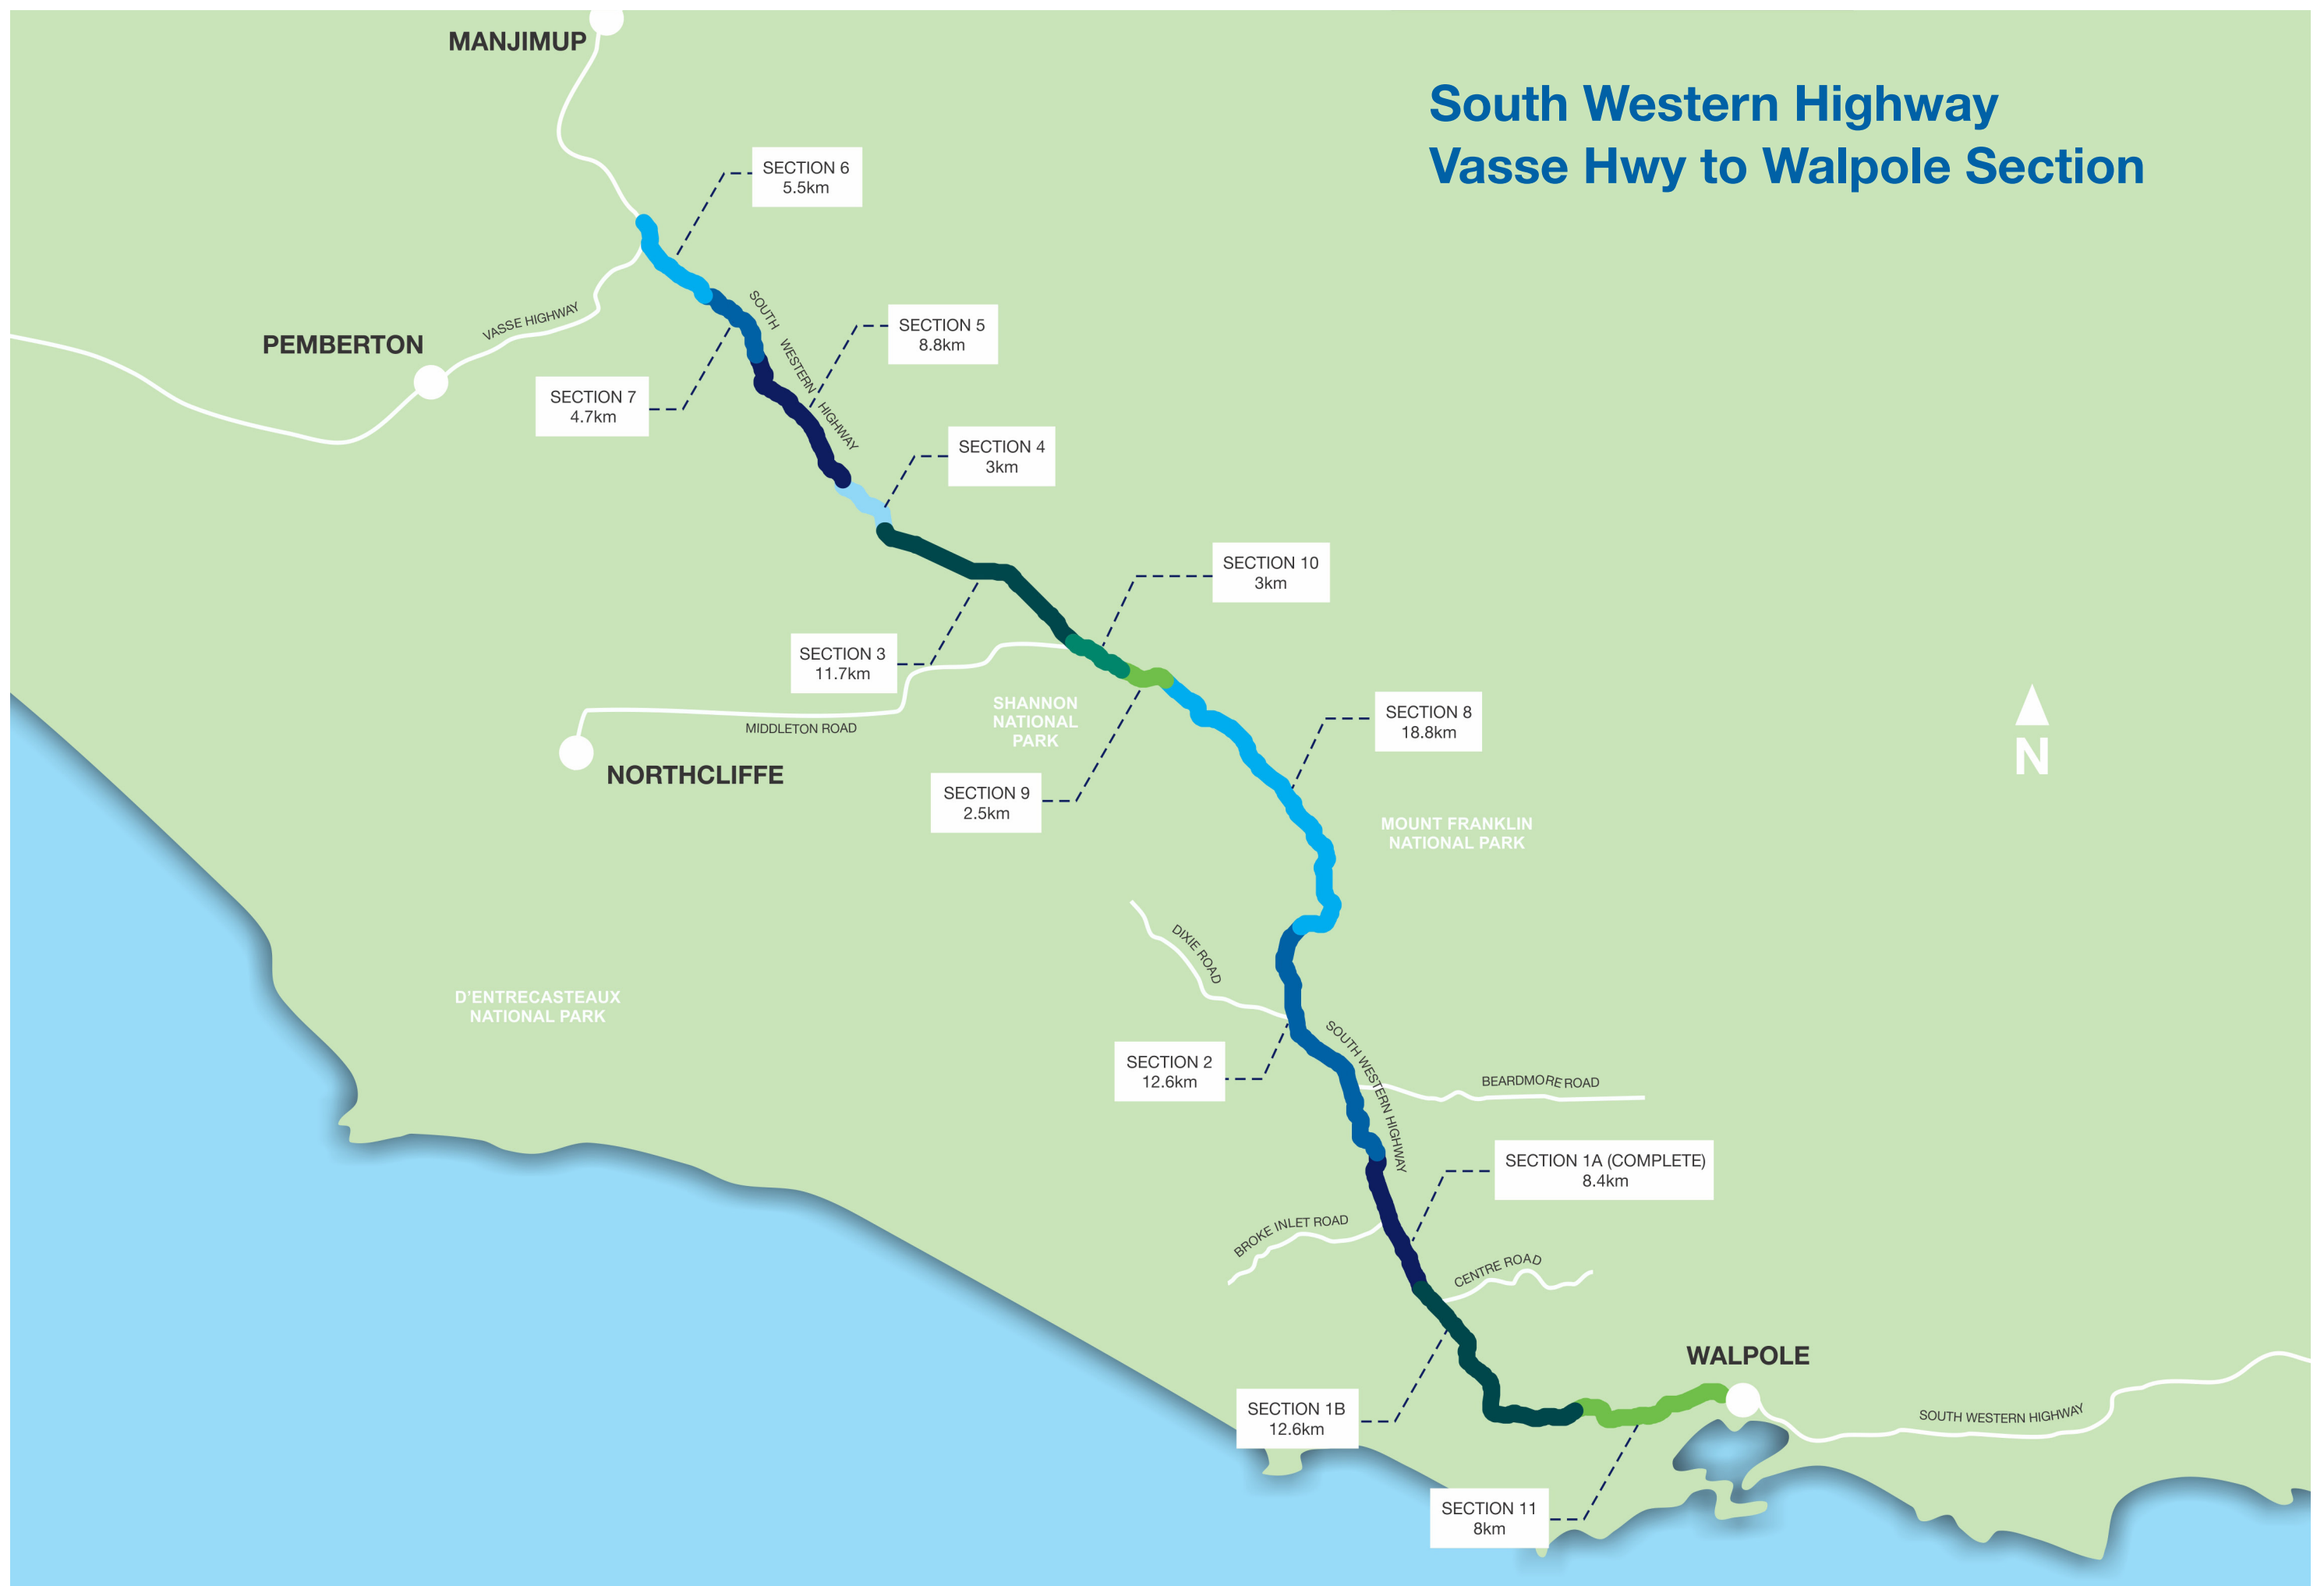 MANJIMUP
South Western Highway
Vasse Hwy to Walpole Section
SECTION 6
5.5km
SOUTH WESTERN HIGHWAY
VASSE HIGHWAY
PEMBERTON
SECTION 5
8.8km
SECTION 7
4.7km
SECTION 4
3km
SECTION 10
3km
SECTION 3
11.7km
SHANNON
NATIONAL
PARK
MIDDLETON ROAD
NORTHCLIFFE
SECTION 8
18.8km
N
SECTION 9
2.5km
MOUNT FRANKLIN
NATIONAL PARK
DIXIE ROAD
D'ENTRECASTEAUX
NATIONAL PARK
SECTION 2
12.6km
SOUTH WESTERN HIGHWAY
BEARDMORE ROAD
SECTION 1A (COMPLETE)
8.4km
BROKE INLET ROAD
CENTRE ROAD
WALPOLE
SECTION 1B
12.6km
SOUTH WESTERN HIGHWAY
SECTION 11
8km